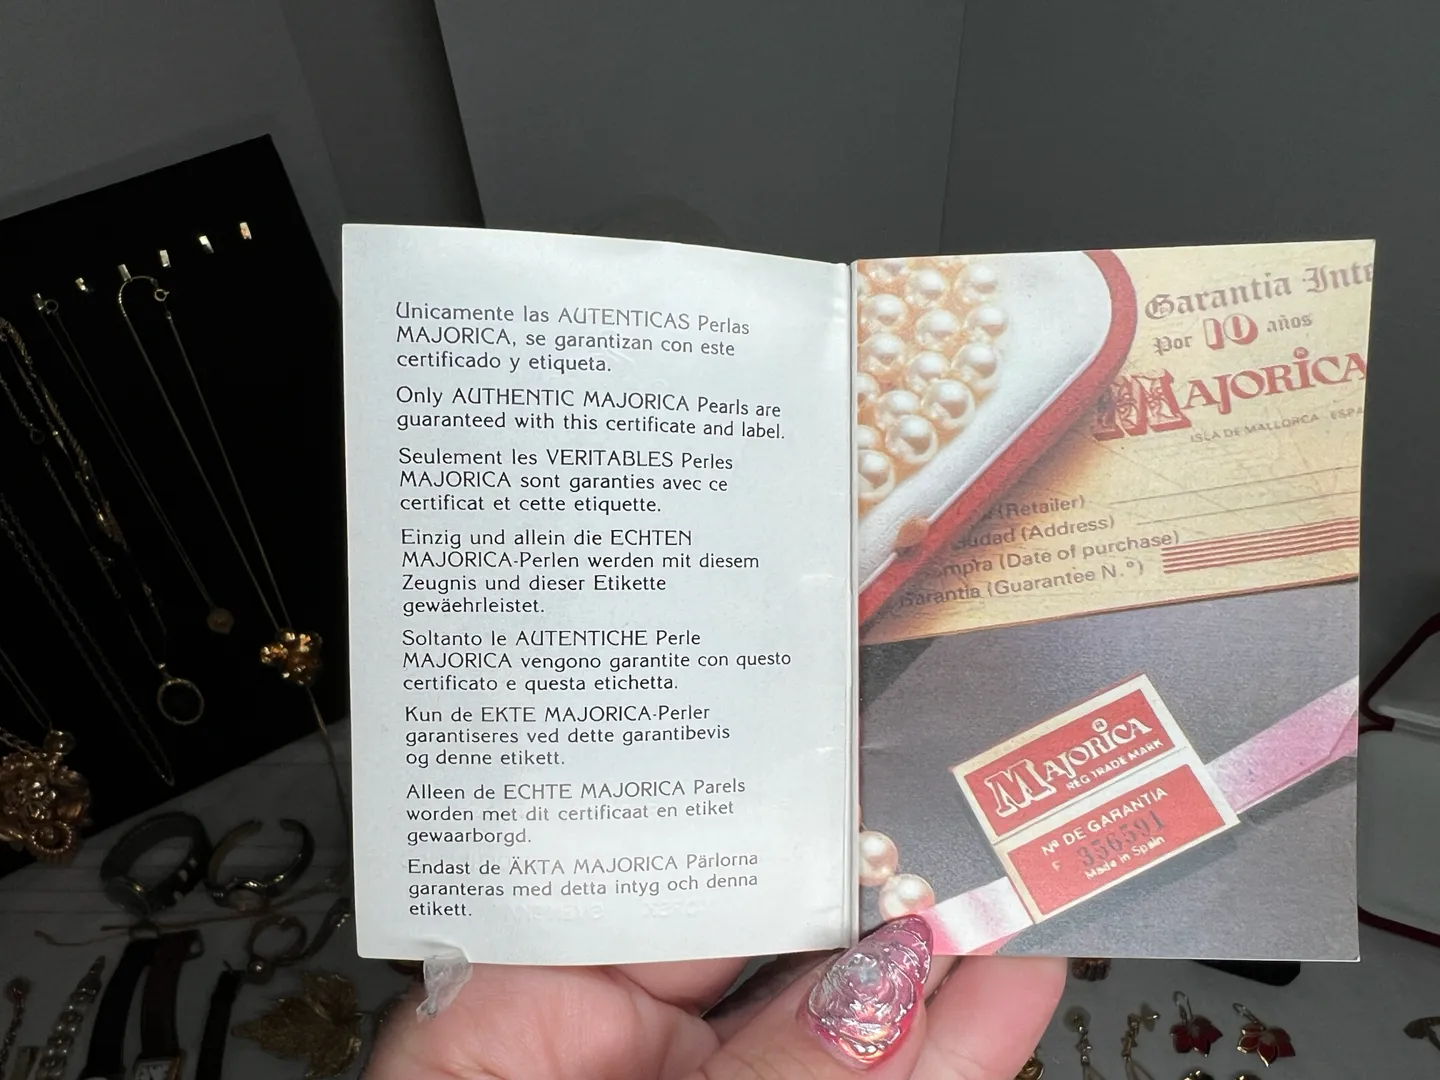 Unicamente las AUTENTICAS Perlas
MAJORICA, se garantizan con este
certificado y etiqueta.
Only AUTHENTIC MAJORICA Pearls are
guaranteed with this certificate and label.
Seulement les VERITABLES Perles
MAJORICA sont garanties avec ce
certificat et cette etiquette.
Einzig und allein die ECHTEN
MAJORICA-Perlen werden mit diesem
Zeugnis und dieser Etikette
gewäehrleistet.
Soltanto le AUTENTICHE Perle
MAJORICA vengono garantite con questo
certificato e questa etichetta.
Kun de EKTE MAJORICA-Perler
garantiseres ved dette garantibevis
og denne etikett.
Alleen de ECHTE MAJORICA Parels
worden met dit certificaat en etiket
gewaarborgd.
Endast de ÄKTA MAJORICA Pärlorna
garanteras med detta intyg och denna
etikett.
Garantia Inte
Por 10 años
MAJORICA
ISLA DE MALLORCA ESPA
(Retailer)
udad (Address)
mpra (Date of purchase)
Garantia (Guarantee N.º)
MAJORICA
REG TRADE MARK
Nº DE GARANTIA
F 356591
Made in Spain